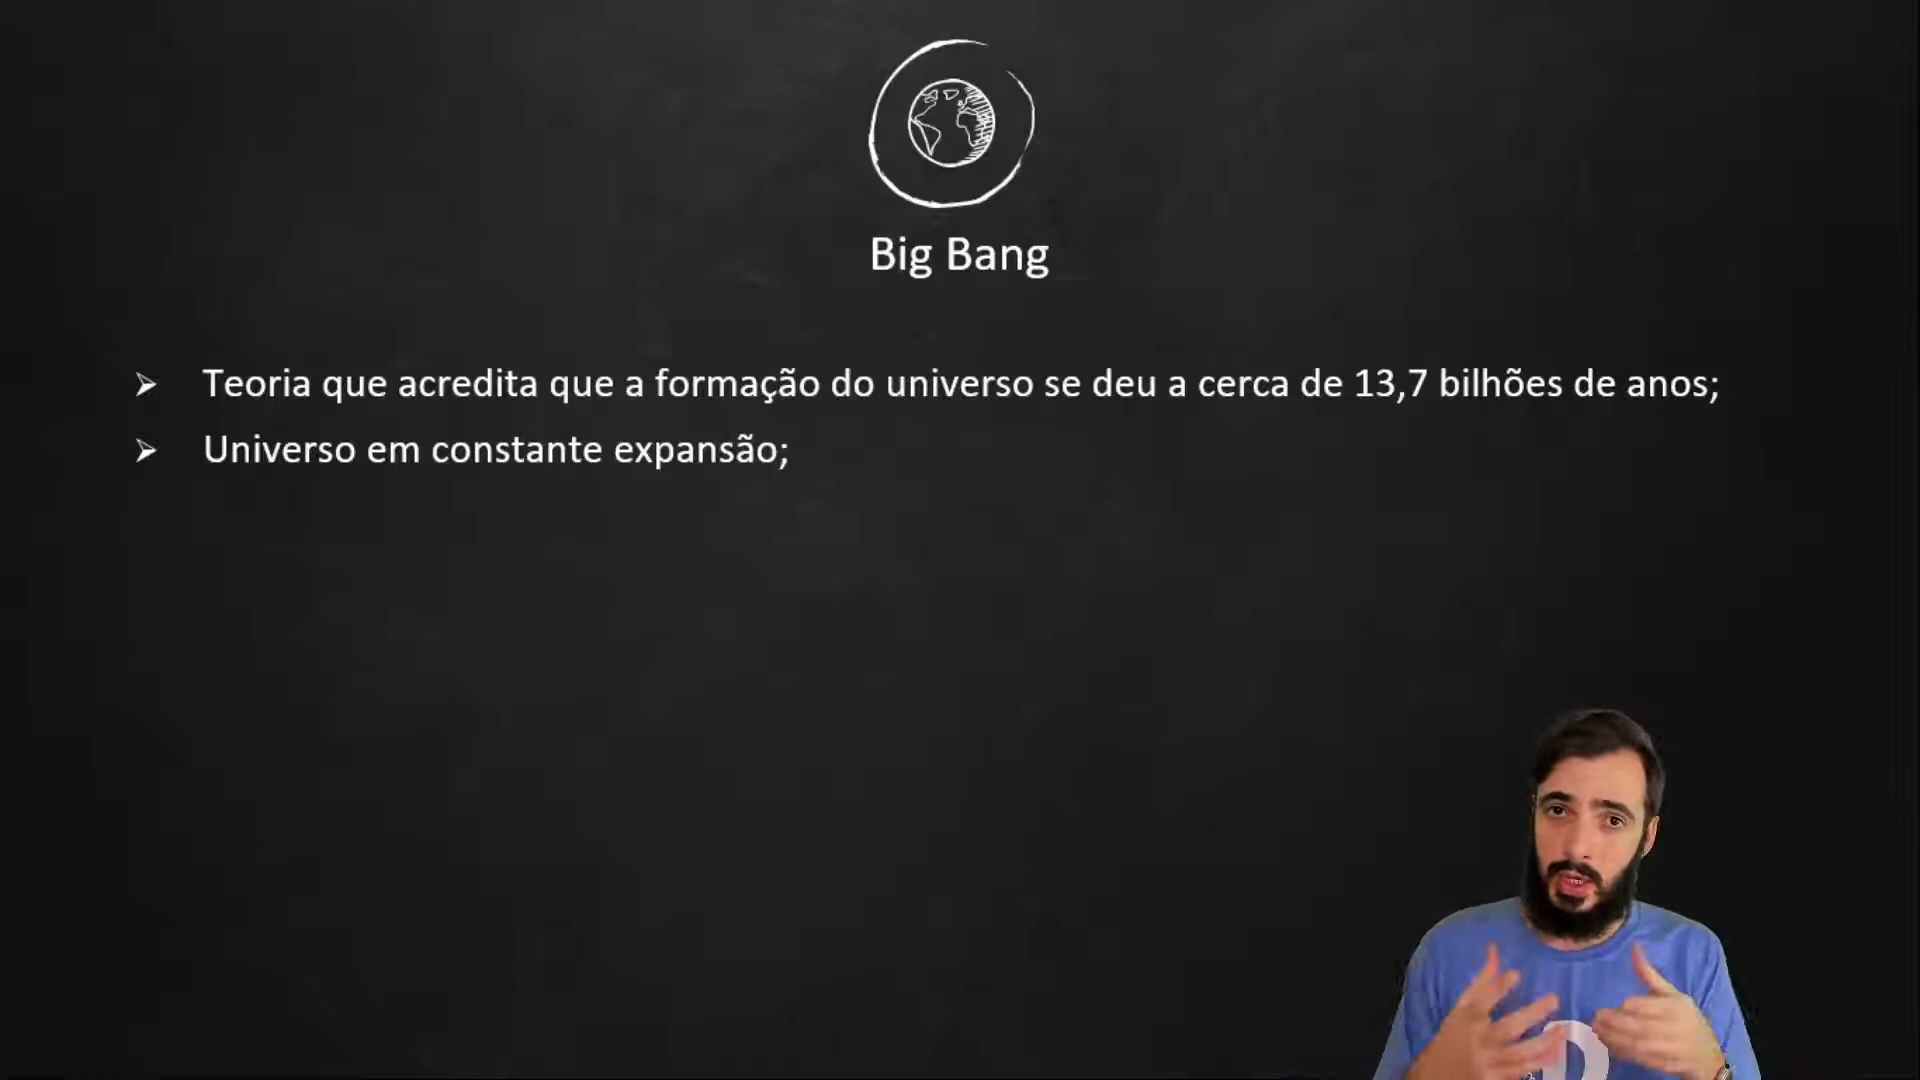 Big Bang
➢ Teoria que acredita que a formação do universo se deu a cerca de 13,7 bilhões de anos;
➢ Universo em constante expansão;